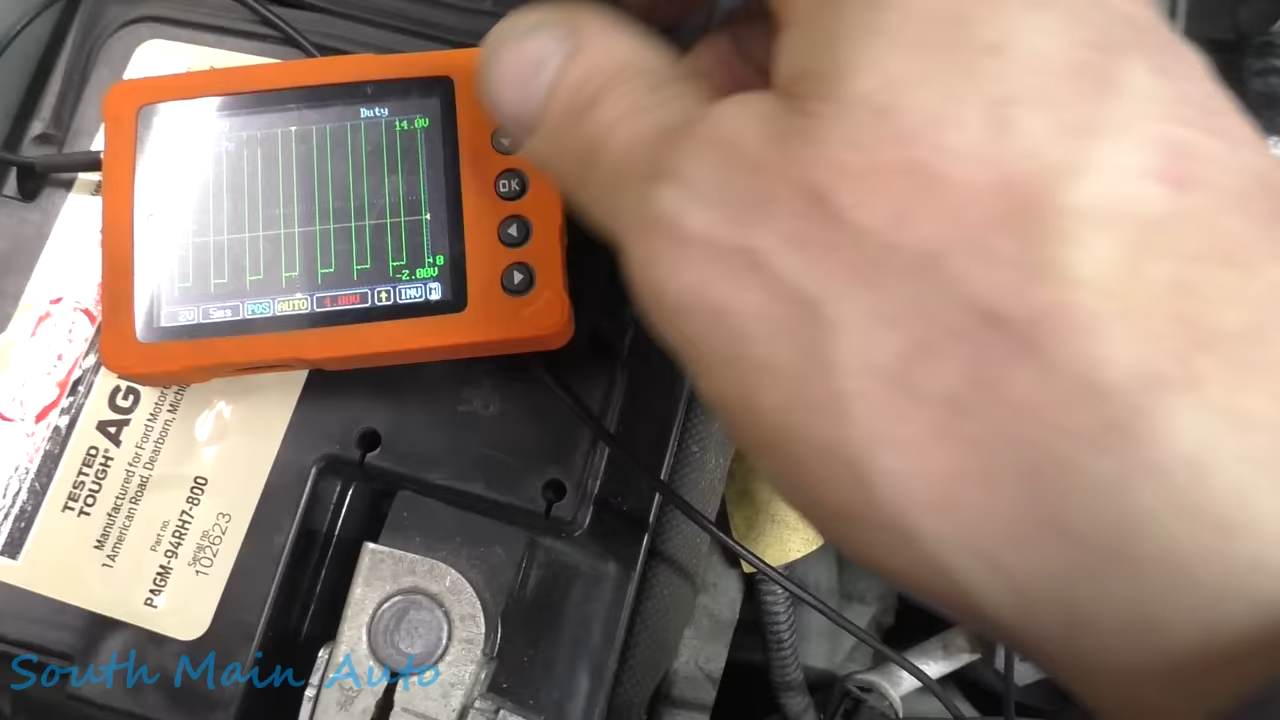 Duty
14.0V
0
-2.00V
2V 5ms POS AUTO 4.00V INV
OK
TESTED
TOUGH® AG
Manufactured for Ford Motor
1 American Road, Dearborn, Michi
Part no.
PAGM-94RH7-800
Serial no.
102623
South Main Auto